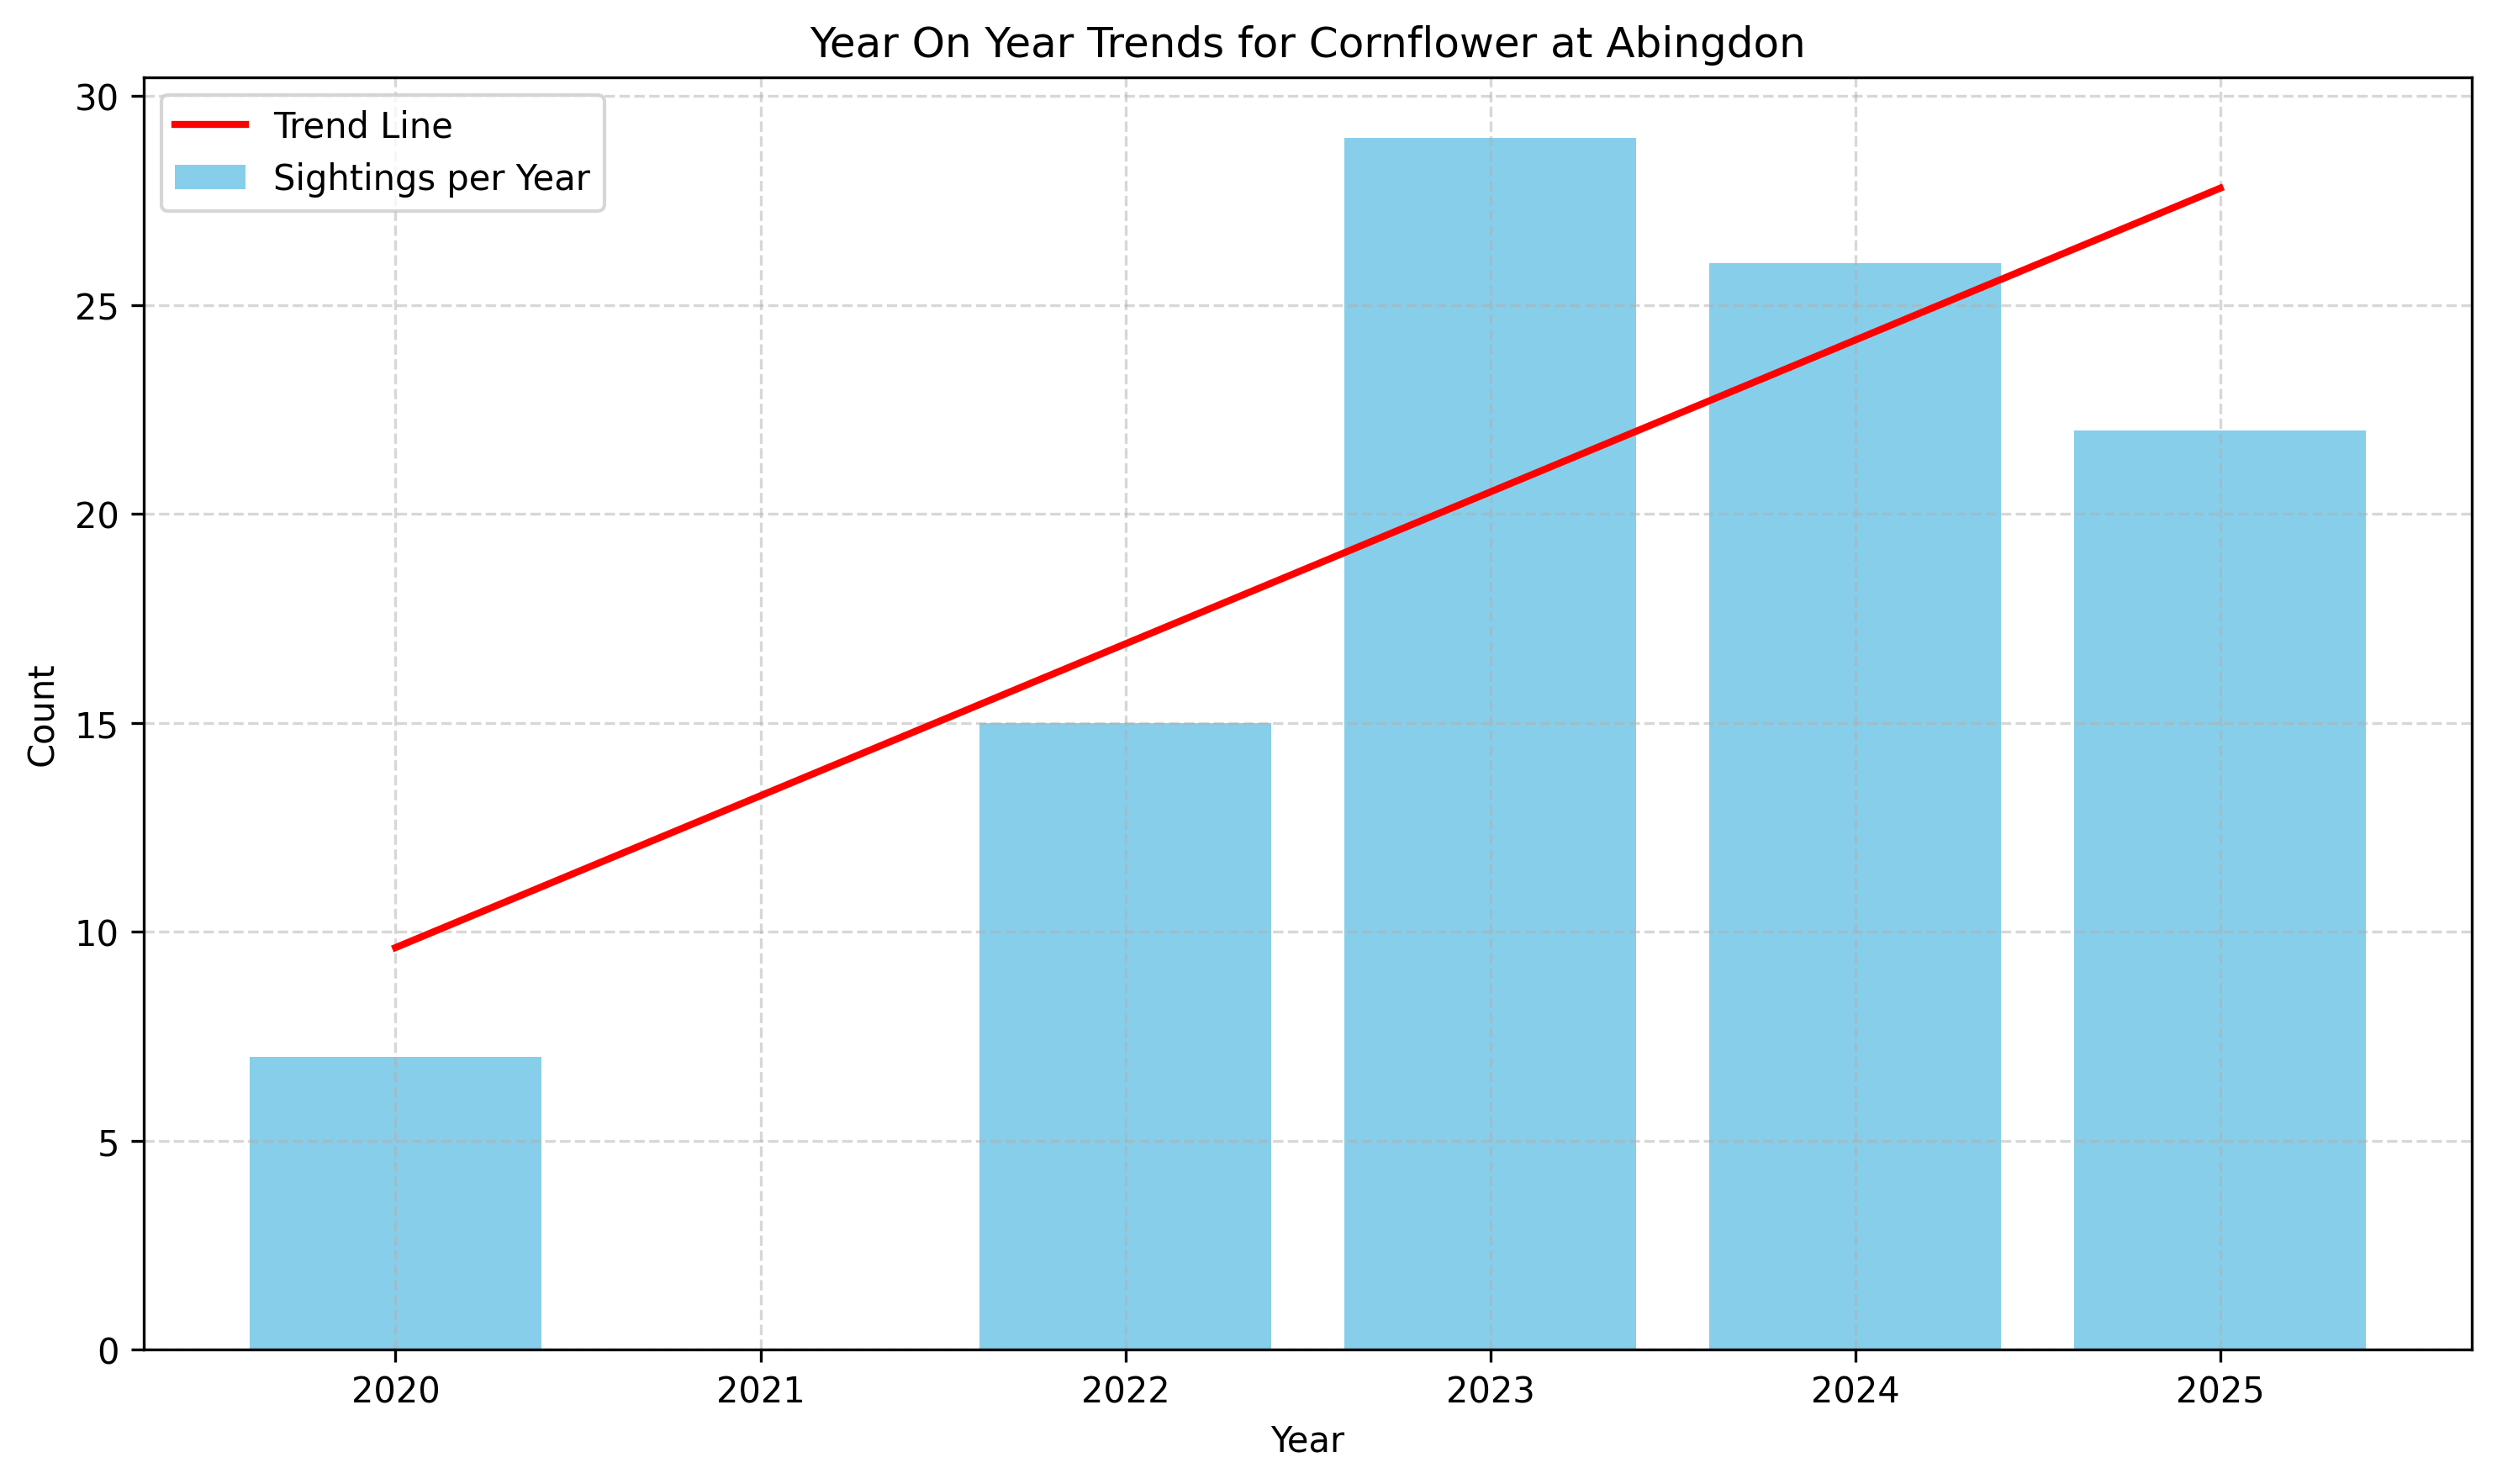 Year On Year Trends for Cornflower at Abingdon
Trend Line
Sightings per Year
30
25
20
15
10
5
0
Count
2020 2021 2022 2023 2024 2025
Year